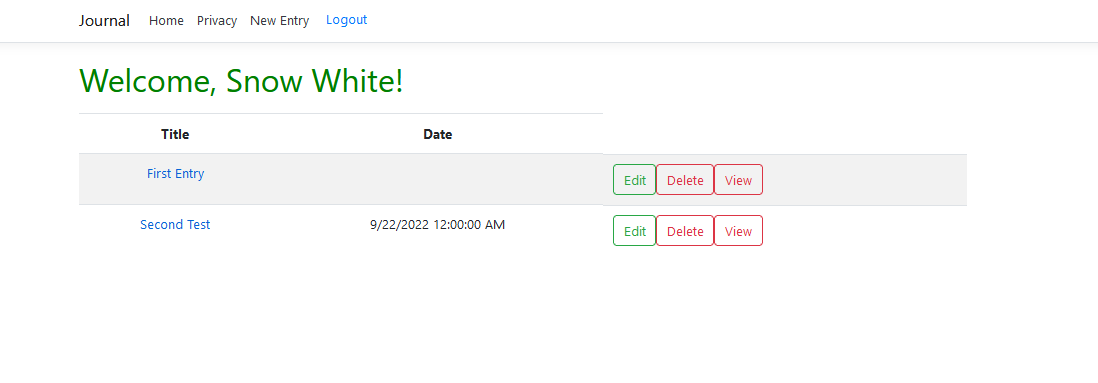 Journal Home Privacy New Entry Logout
Welcome, Snow White!
Title Date
First Entry Edit Delete View
Second Test 9/22/2022 12:00:00 AM Edit Delete View